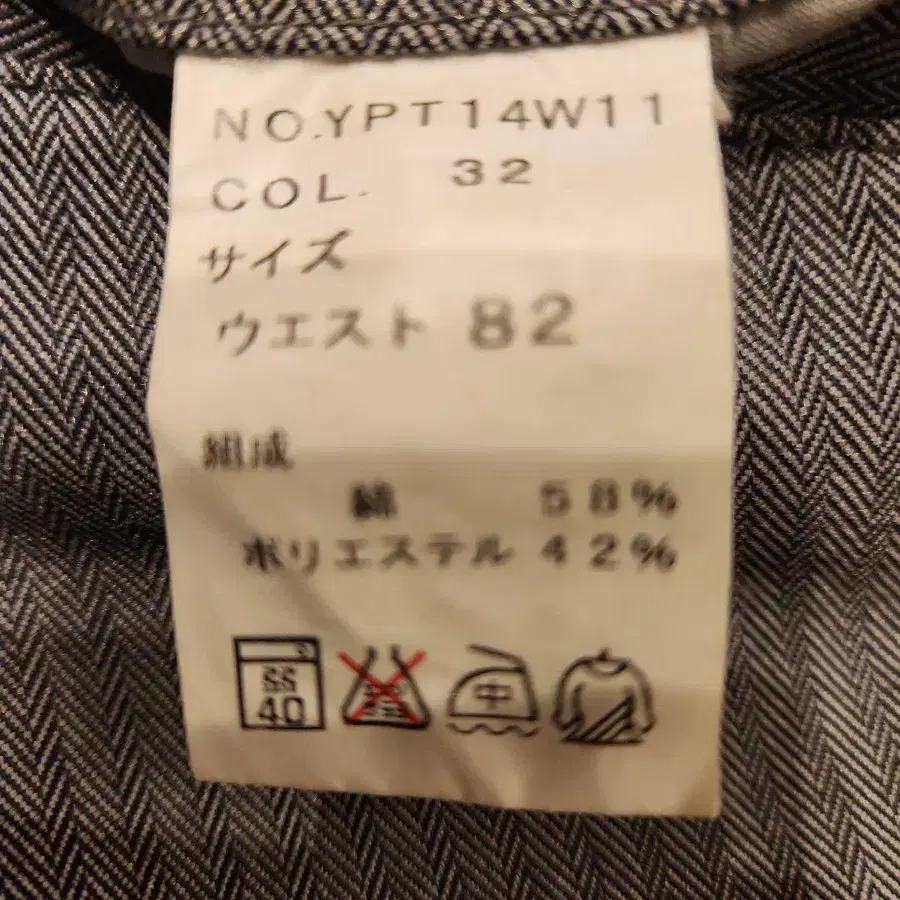 NO.YPT14W11
COL. 32
サイズ
ウエスト 82
組成
綿 58%
ポリエステル 42%
40
中